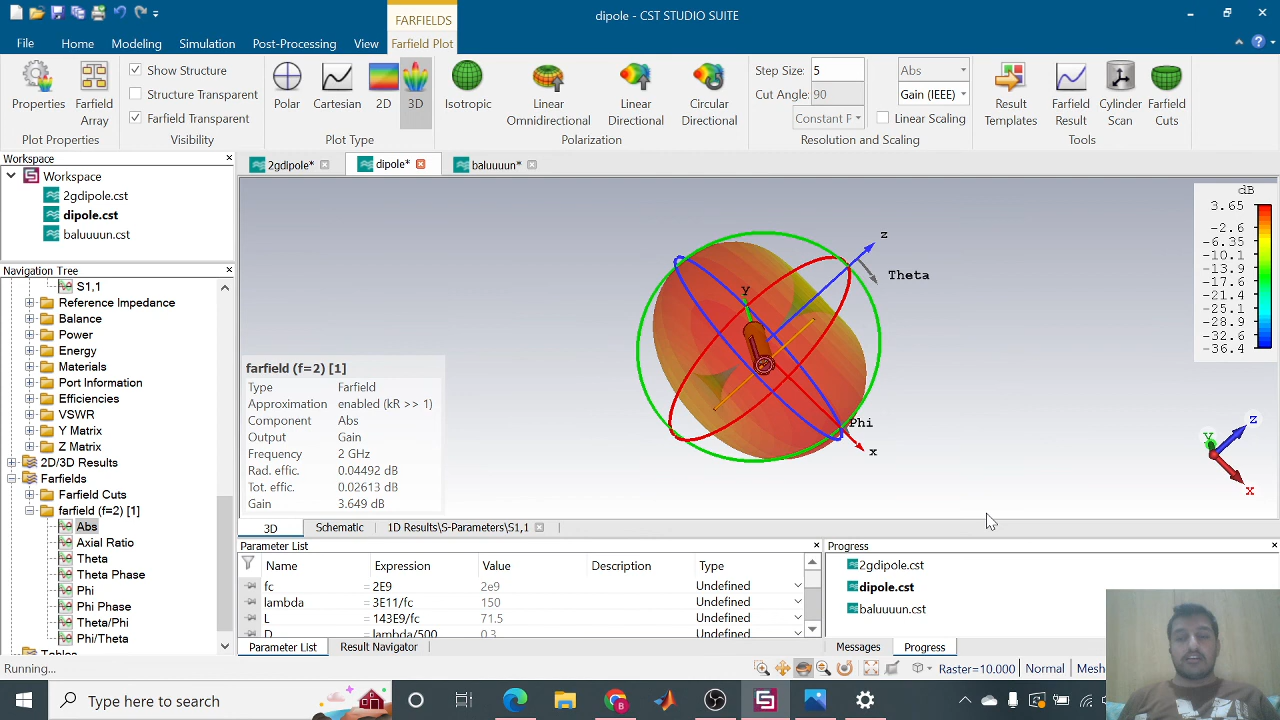 FARFIELDS
dipole - CST STUDIO SUITE
File
Home
Modeling
Simulation
Post-Processing
View
Farfield Plot
Properties
Farfield
Array
Plot Properties
Show Structure
Structure Transparent
Farfield Transparent
Visibility
Polar
Cartesian
2D
3D
Plot Type
Isotropic
Linear
Omnidirectional
Linear
Directional
Circular
Directional
Polarization
Step Size: 5
Cut Angle: 90
Constant F
Abs
Gain (IEEE)
Linear Scaling
Resolution and Scaling
Result
Templates
Farfield
Result
Cylinder
Scan
Farfield
Cuts
Tools
Workspace
Workspace
2gdipole.cst
dipole.cst
baluuuun.cst
2gdipole*
dipole*
baluuuun*
Navigation Tree
S1,1
Reference Impedance
Balance
Power
Energy
Materials
Port Information
Efficiencies
VSWR
Y Matrix
Z Matrix
2D/3D Results
Farfields
Farfield Cuts
farfield (f=2) [1]
Abs
Axial Ratio
Theta
Theta Phase
Phi
Phi Phase
Theta/Phi
Phi/Theta
Tables
z
Theta
y
Phi
x
dB
3.65
-2.6
-6.35
-10.1
-13.9
-17.6
-21.4
-25.1
-28.9
-32.6
-36.4
y
z
x
farfield (f=2) [1]
Type Farfield
Approximation enabled (kR >> 1)
Component Abs
Output Gain
Frequency 2 GHz
Rad. effic. 0.04492 dB
Tot. effic. 0.02613 dB
Gain 3.649 dB
3D
Schematic
1D Results\S-Parameters\S1,1
Parameter List
Name Expression Value Description Type
fc = 2E9 2e9 Undefined
lambda = 3E11/fc 150 Undefined
L = 143E9/fc 71.5 Undefined
D = lambda/500 0.3 Undefined
Parameter List
Result Navigator
Progress
2gdipole.cst
dipole.cst
baluuuun.cst
Messages
Progress
Running...
Raster=10.000
Normal
Mesh
Type here to search